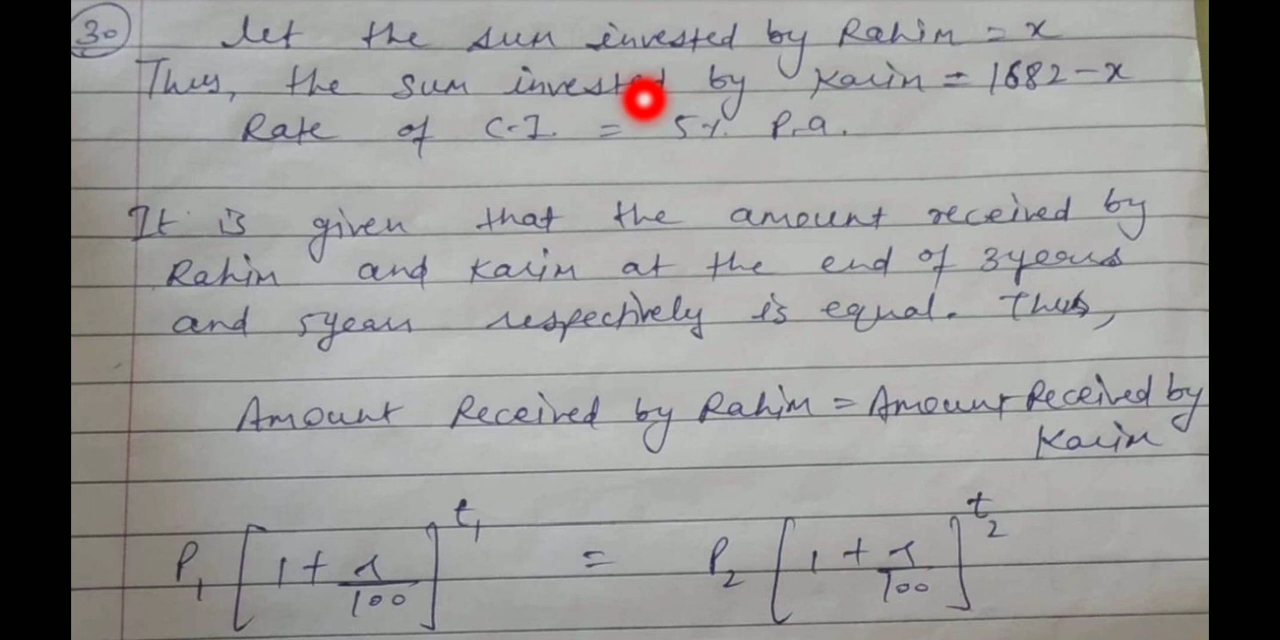 30 Let the sum invested by Rahim = x
Thus, the sum invested by Karim = 1682 - x
Rate of C.I. = 5% P.a.
It is given that the amount received by
Rahim and Karim at the end of 3 years
and 5 years respectively is equal. Thus,
Amount Received by Rahim = Amount Received by
Karim
P₁ [1 + r/100]^t₁ = P₂ [1 + r/100]^t₂